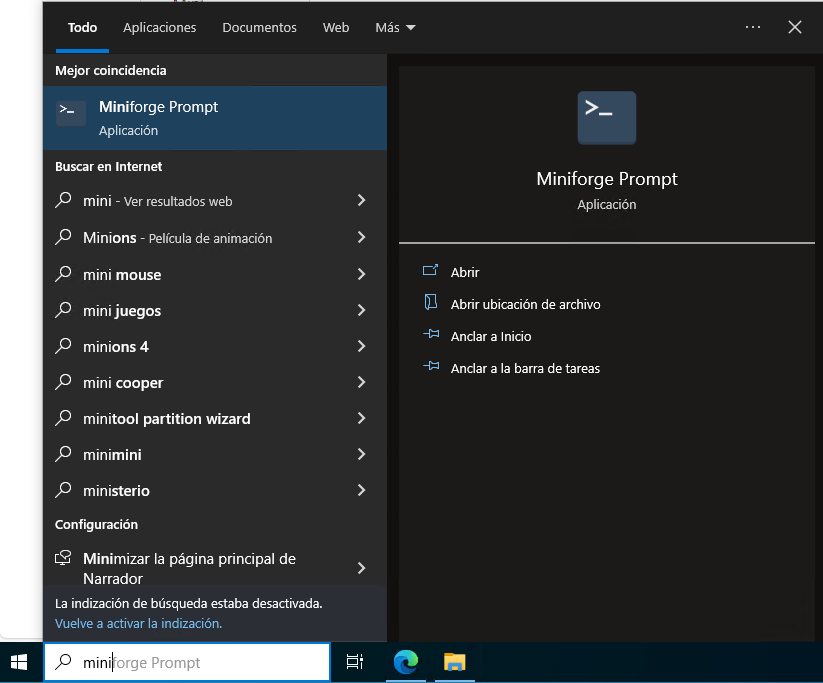 Todo Aplicaciones Documentos Web Más ...
Mejor coincidencia
>_ Miniforge Prompt
Aplicación
Buscar en Internet
mini - Ver resultados web
Minions - Película de animación
mini mouse
mini juegos
minions 4
mini cooper
minitool partition wizard
minimini
ministerio
Configuración
Minimizar la página principal de
Narrador
La indización de búsqueda estaba desactivada.
Vuelve a activar la indización.
miniforge Prompt
>_
Miniforge Prompt
Aplicación
Abrir
Abrir ubicación de archivo
Anclar a Inicio
Anclar a la barra de tareas